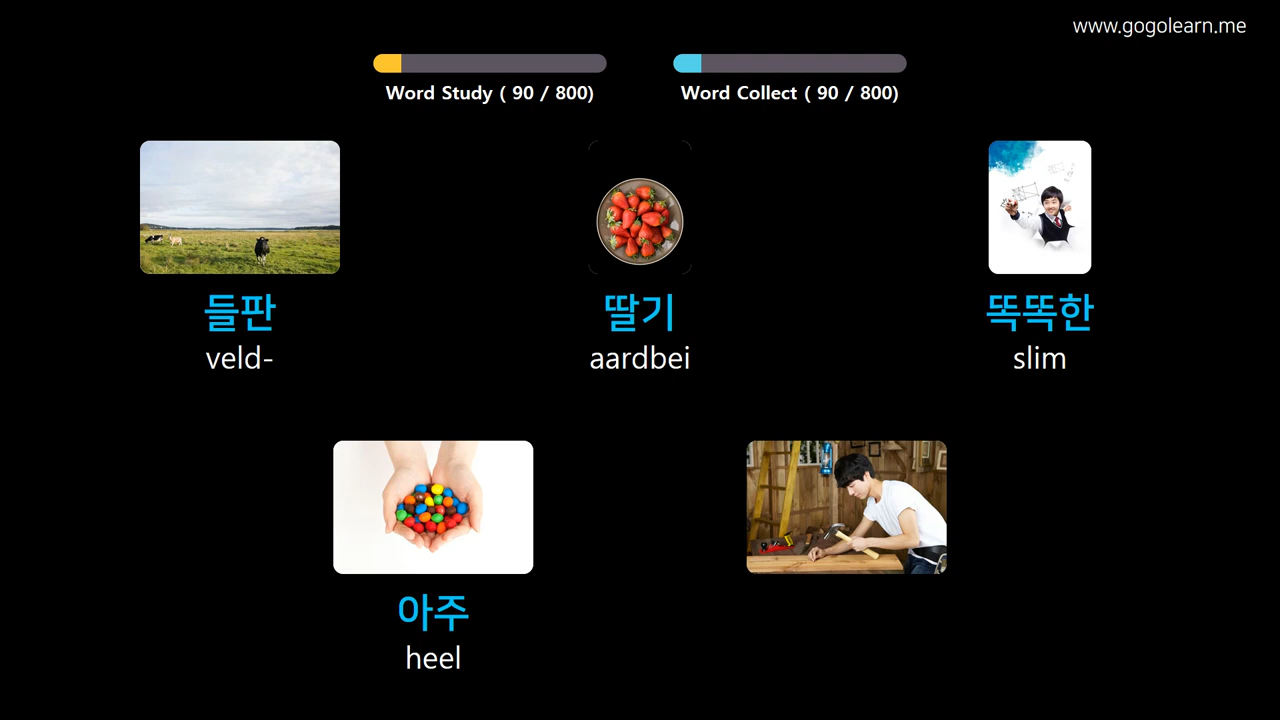 www.gogolearn.me
Word Study ( 90 / 800)
Word Collect ( 90 / 800)
들판
veld-
딸기
aardbei
똑똑한
slim
아주
heel